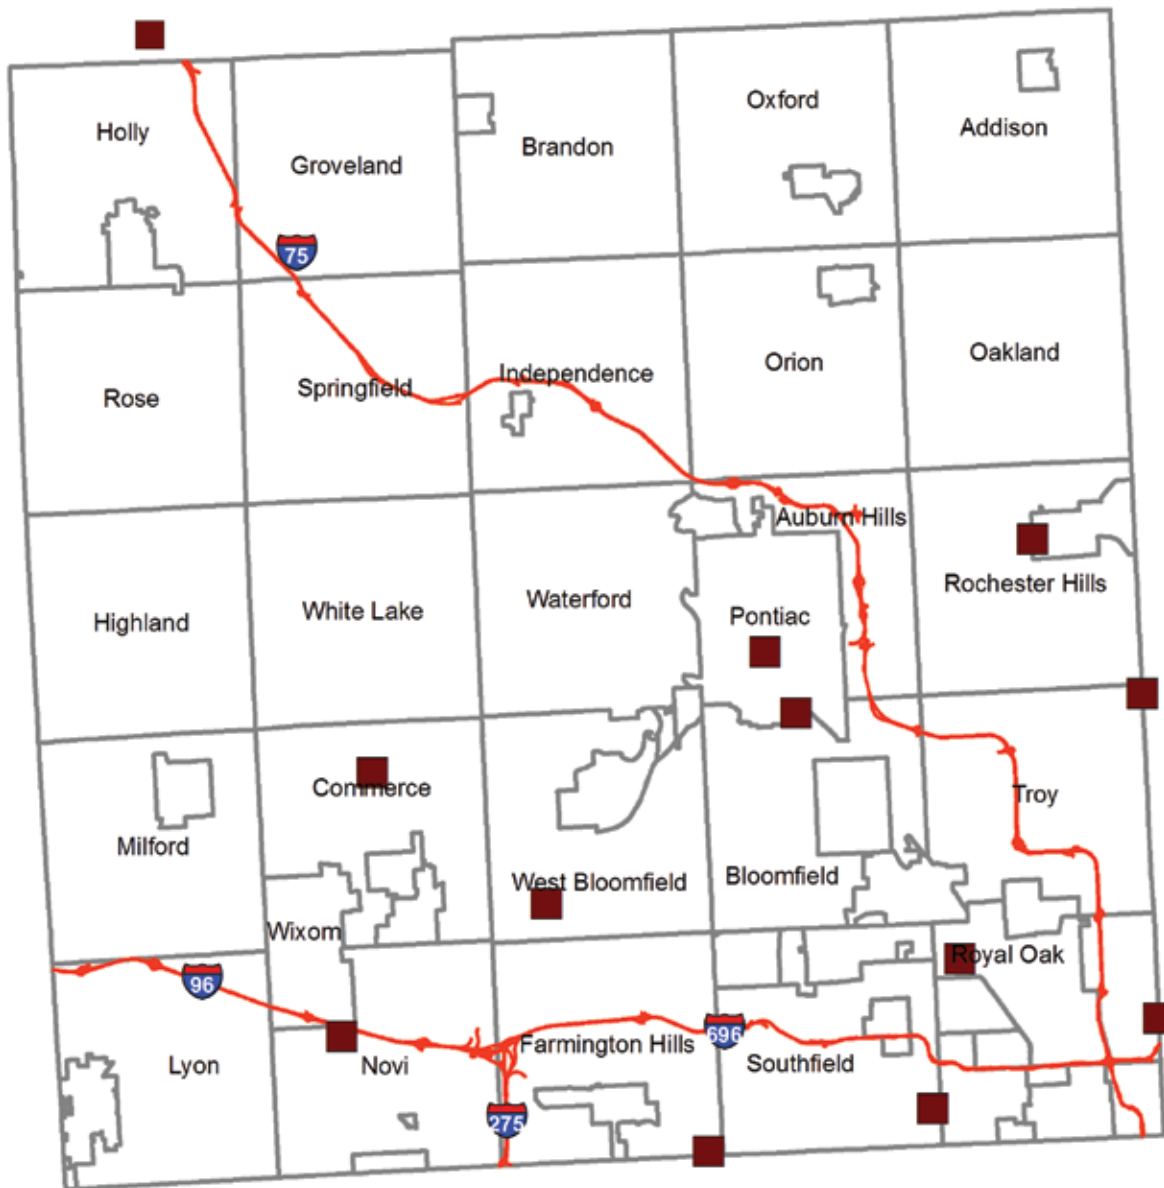 Oxford
Addison
Holly
Brandon
Groveland
75
Oakland
Orion
Independence
Springfield
Rose
Auburn Hills
Rochester Hills
Waterford
White Lake
Pontiac
Highland
Commerce
Troy
Milford
Bloomfield
West Bloomfield
Wixom
Royal Oak
96
696
Farmington Hills
Southfield
Lyon
Novi
275